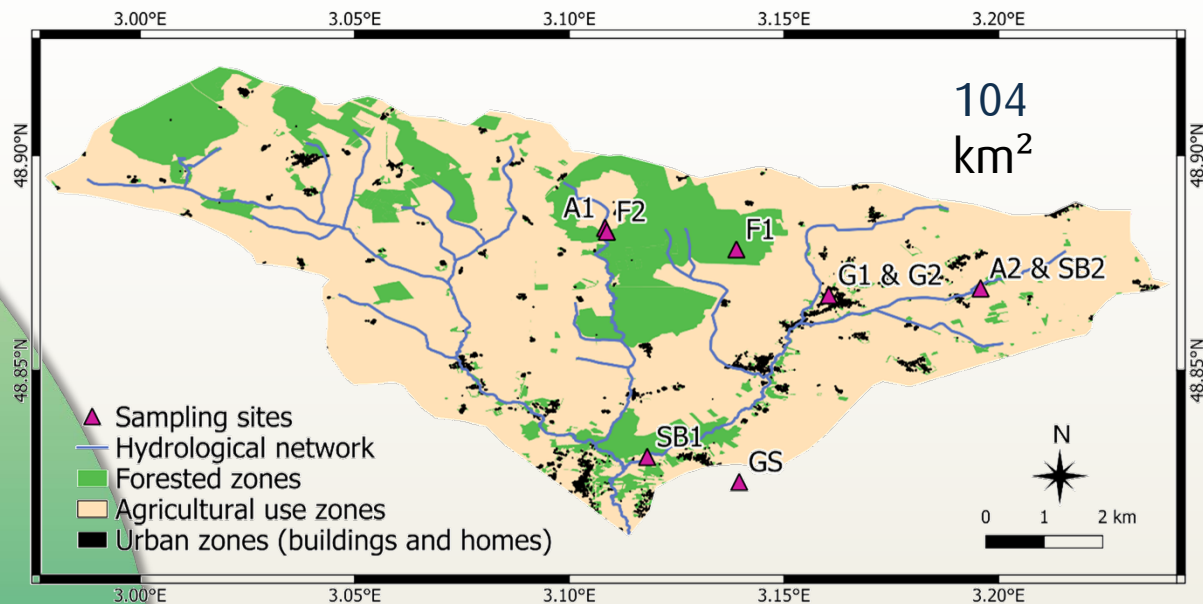 3.00°E 3.05°E 3.10°E 3.15°E 3.20°E
104
km²
48.90°N
48.90°N
A1 F2
F1
G1 & G2
A2 & SB2
48.85°N
48.85°N
Sampling sites
Hydrological network
Forested zones
Agricultural use zones
Urban zones (buildings and homes)
SB1
GS
N
0 1 2 km
3.00°E 3.05°E 3.10°E 3.15°E 3.20°E